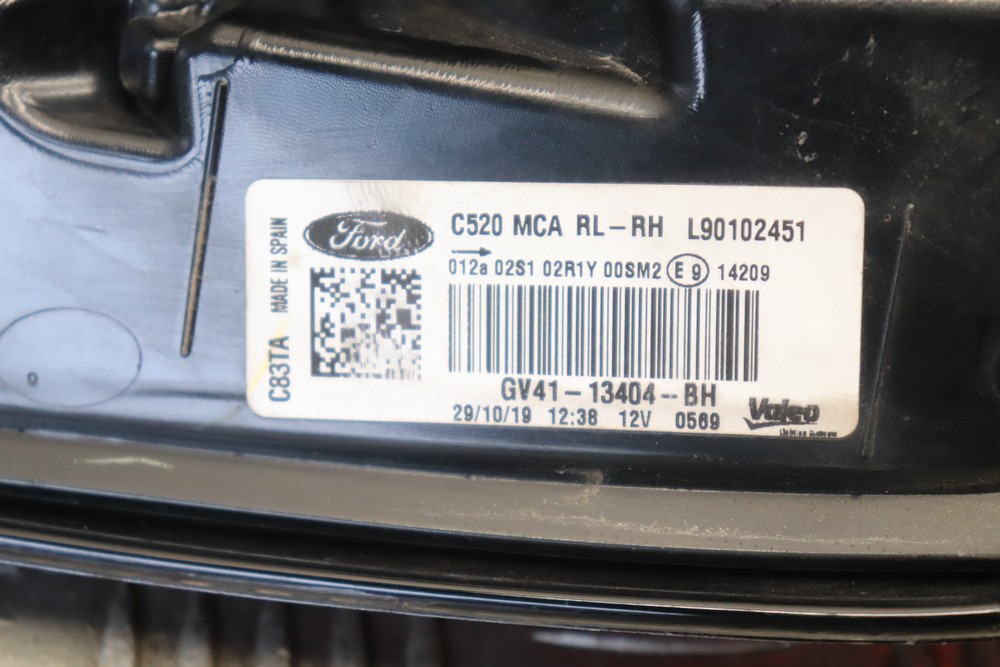 C83TA MADE IN SPAIN
Ford
C520 MCA RL-RH L90102451
012a 02S1 02R1Y 00SM2 E9 14209
GV41-13404-BH
29/10/19 12:38 12V 0569
Valeo
9